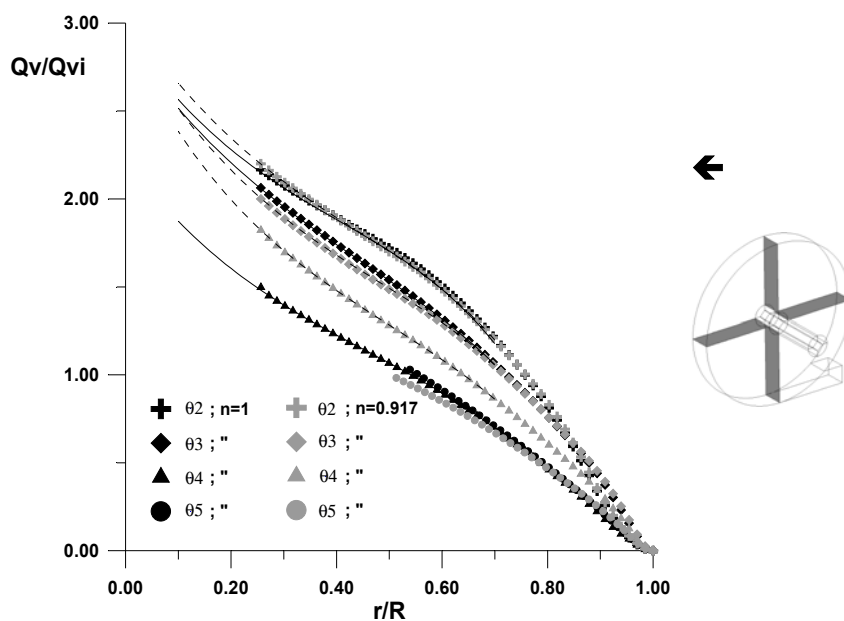 3.00
Qv/Qvi
2.00
1.00
θ2 ; n=1
θ2 ; n=0.917
θ3 ; "
θ3 ; "
θ4 ; "
θ4 ; "
θ5 ; "
θ5 ; "
0.00
0.00 0.20 0.40 0.60 0.80 1.00
r/R